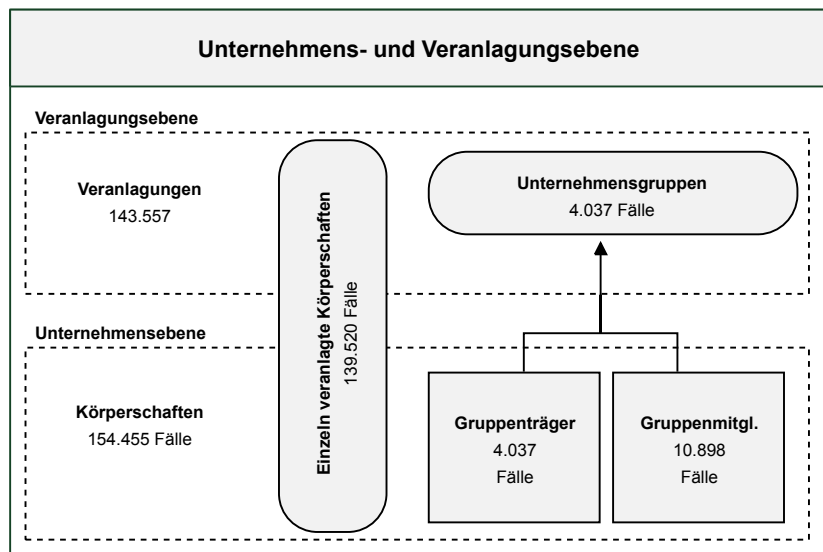 Unternehmens- und Veranlagungsebene
Veranlagungsebene
Veranlagungen
143.557
Einzeln veranlagte Körperschaften
139.520 Fälle
Unternehmensgruppen
4.037 Fälle
Unternehmensebene
Körperschaften
154.455 Fälle
Gruppenträger
4.037
Fälle
Gruppenmitgl.
10.898
Fälle